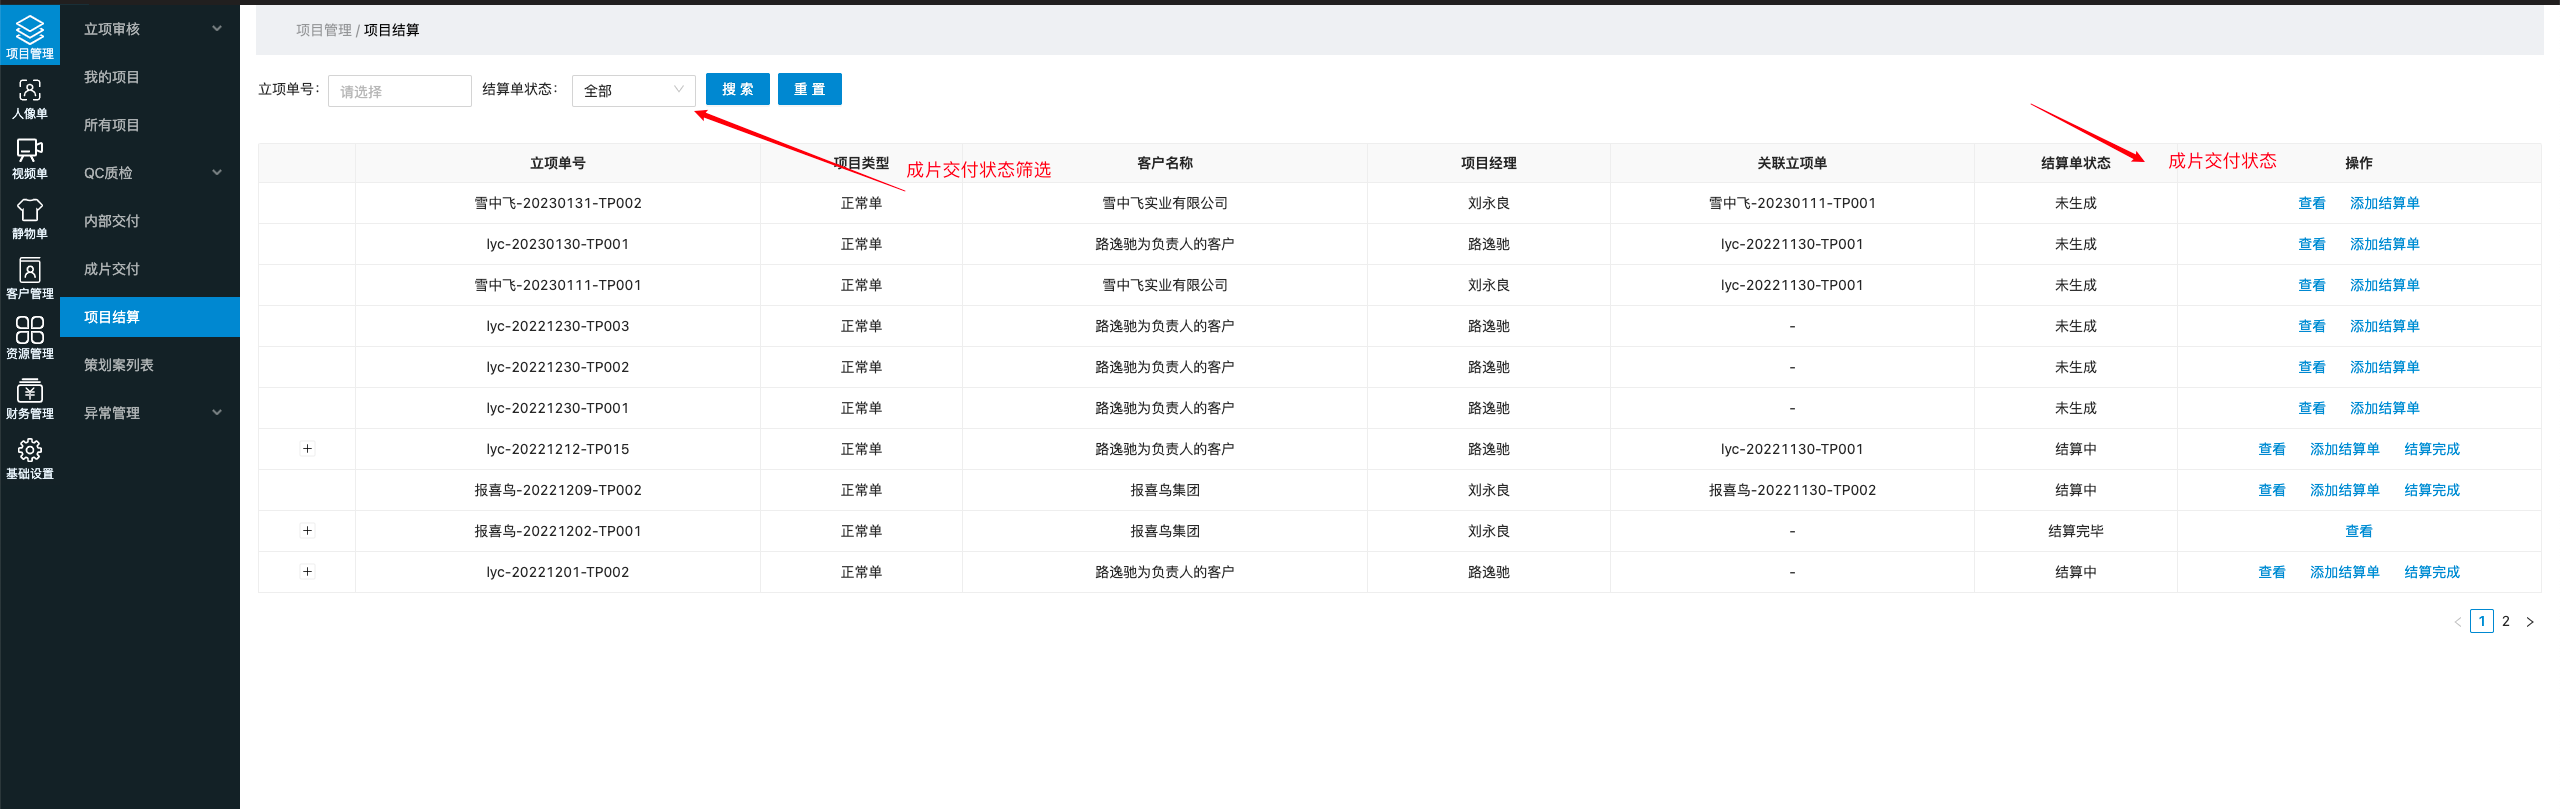 项目管理
人像单
视频单
静物单
客户管理
资源管理
财务管理
基础设置
立项审核
我的项目
所有项目
QC质检
内部交付
成片交付
项目结算
策划案列表
异常管理
项目管理 / 项目结算
立项单号: 请选择 结算单状态: 全部 搜 索 重 置
成片交付状态筛选
成片交付状态
立项单号 项目类型 客户名称 项目经理 关联立项单 结算单状态 操作
雪中飞-20230131-TP002 正常单 雪中飞实业有限公司 刘永良 雪中飞-20230111-TP001 未生成 查看 添加结算单
lyc-20230130-TP001 正常单 路逸驰为负责人的客户 路逸驰 lyc-20221130-TP001 未生成 查看 添加结算单
雪中飞-20230111-TP001 正常单 雪中飞实业有限公司 刘永良 lyc-20221130-TP001 未生成 查看 添加结算单
lyc-20221230-TP003 正常单 路逸驰为负责人的客户 路逸驰 - 未生成 查看 添加结算单
lyc-20221230-TP002 正常单 路逸驰为负责人的客户 路逸驰 - 未生成 查看 添加结算单
lyc-20221230-TP001 正常单 路逸驰为负责人的客户 路逸驰 - 未生成 查看 添加结算单
+ lyc-20221212-TP015 正常单 路逸驰为负责人的客户 路逸驰 lyc-20221130-TP001 结算中 查看 添加结算单 结算完成
报喜鸟-20221209-TP002 正常单 报喜鸟集团 刘永良 报喜鸟-20221130-TP002 结算中 查看 添加结算单 结算完成
+ 报喜鸟-20221202-TP001 正常单 报喜鸟集团 刘永良 - 结算完毕 查看
+ lyc-20221201-TP002 正常单 路逸驰为负责人的客户 路逸驰 - 结算中 查看 添加结算单 结算完成
< 1 2 >